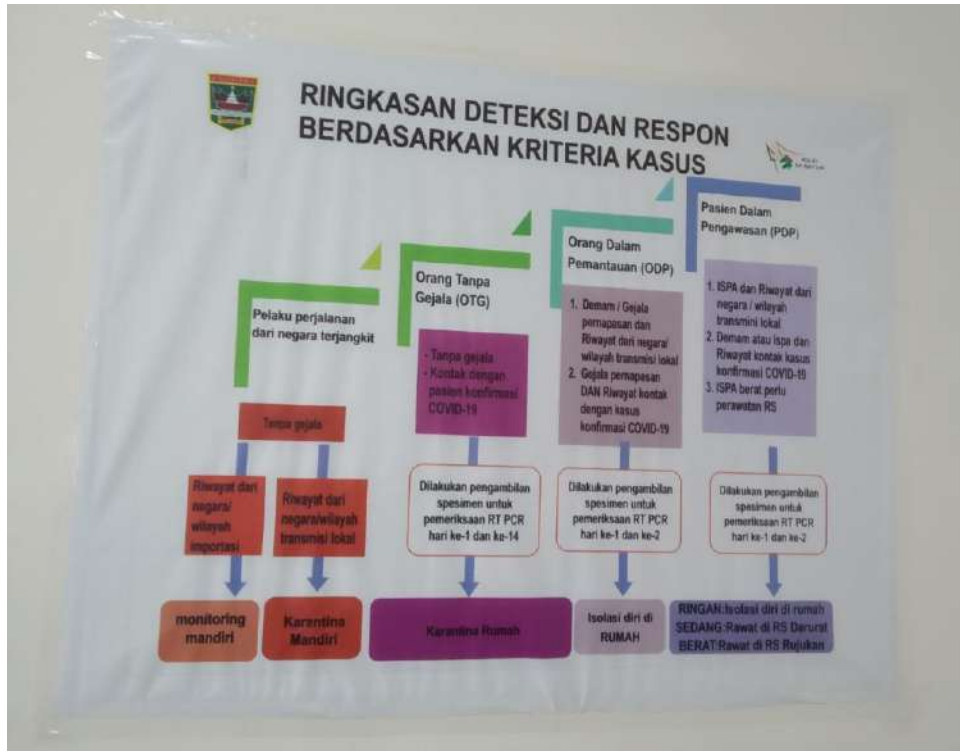 RINGKASAN DETEKSI DAN RESPON
BERDASARKAN KRITERIA KASUS
Pelaku perjalanan
dari negara terjangkit
Tanpa gejala
Riwayat dari
negara/
wilayah
importasi
Riwayat dari
negara/wilayah
transmisi lokal
monitoring
mandiri
Karentina
Mandiri
Orang Tanpa
Gejala (OTG)
- Tanpa gejala
- Kontak dengan
pasien konfirmasi
COVID-19
Dilakukan pengambilan
spesimen untuk
pemeriksaan RT PCR
hari ke-1 dan ke-14
Karantina Rumah
Orang Dalam
Pemantauan (ODP)
1. Demam / Gejala
pernapasan dan
Riwayat dari negara/
wilayah transmisi lokal
2. Gejala pernapasan
DAN Riwayat kontak
dengan kasus
konfirmasi COVID-19
Dilakukan pengambilan
spesimen untuk
pemeriksaan RT PCR
hari ke-1 dan ke-2
Isolasi diri di
RUMAH
Pasien Dalam
Pengawasan (PDP)
1. ISPA dan Riwayat dari
negara / wilayah
transmini lokal
2. Demam atau ispa dan
Riwayat kontak kasus
konfirmasi COVID-19
3. ISPA berat perlu
perawatan RS
Dilakukan pengambilan
spesimen untuk
pemeriksaan RT PCR
hari ke-1 dan ke-2
RINGAN:Isolasi diri di rumah
SEDANG:Rawat di RS Darurat
BERAT:Rawat di RS Rujukan